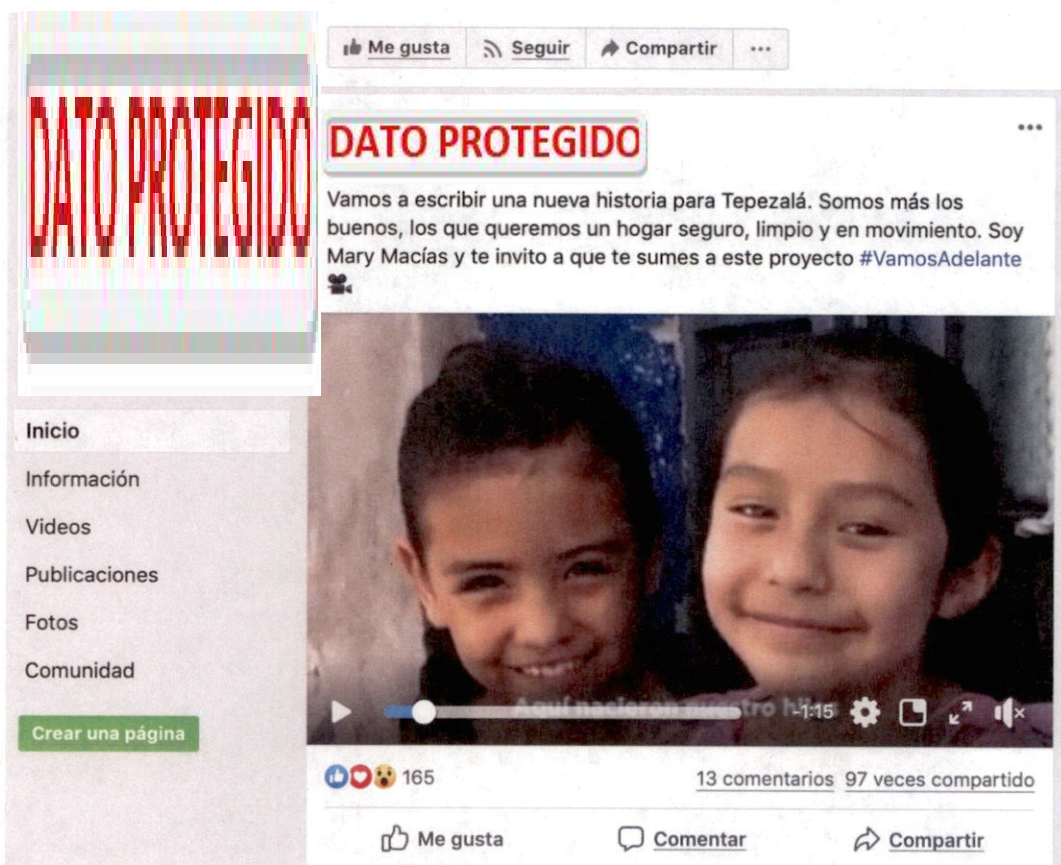 DATO PROTEGIDO
Me gusta Seguir Compartir ...
DATO PROTEGIDO
Vamos a escribir una nueva historia para Tepezalá. Somos más los
buenos, los que queremos un hogar seguro, limpio y en movimiento. Soy
Mary Macías y te invito a que te sumes a este proyecto #VamosAdelante
Aquí nacieron nuestro
-1:15
Inicio
Información
Videos
Publicaciones
Fotos
Comunidad
Crear una página
165
13 comentarios 97 veces compartido
Me gusta Comentar Compartir